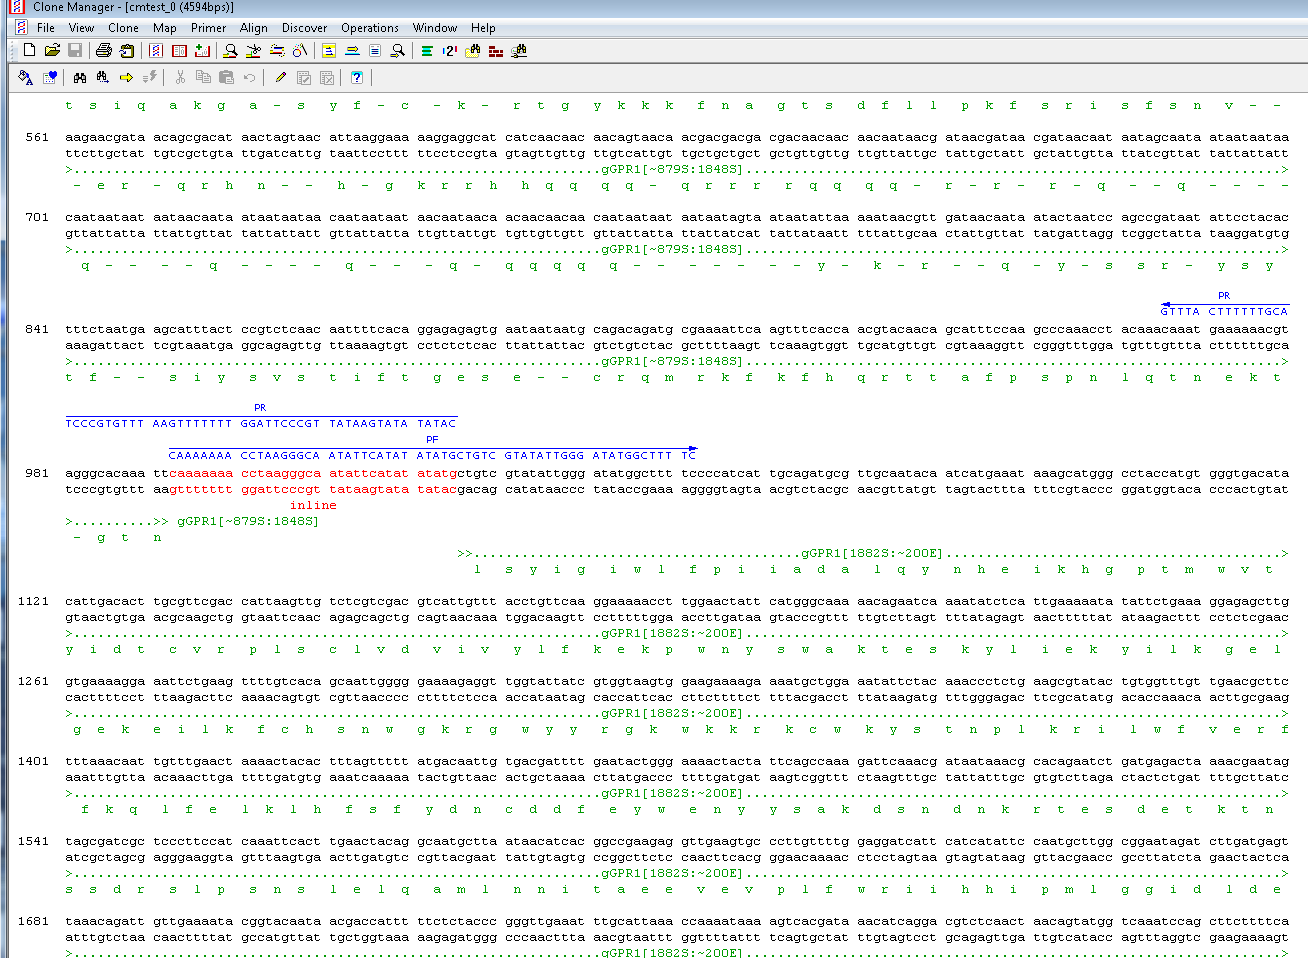 Clone Manager - [cmtest_0 (4594bps)]
File View Clone Map Primer Align Discover Operations Window Help
t s i q a k g a - s y f - c - k - r t g y k k k f n a g t s d f l l p k f s r i s f s n v - -
561 aagaacgata acagcgacat aactagtaac attaaggaaa aaggaggcat catcaacaac aacagtaaca acgacgacga cgacaacaac aacaataacg ataacgataa cgataacaat aatagcaata ataataataa
ttcttgctat tgtcgctgta ttgatcattg taattccttt ttcctccgta gtagttgttg ttgtcattgt tgctgctgct gctgttgttg ttgttattgc tattgctatt gctattgtta ttatcgttat tattattatt
>gGPR1[~879S:1848S]>
- e r - q r h n - - h - g k r r h h q q q q - q r r r r q q q q - r - r - r - q - - q - - - -
701 caataataat aataacaata ataataataa caataataat aacaataaca acaacaacaa caataataat aataatagta ataatattaa aaataacgtt gataacaata atactaatcc agccgataat attcctacac
gttattatta ttattgttat tattattatt gttattatta ttgttattgt tgttgttgtt gttattatta ttattatcat tattataatt tttattgcaa ctattgttat tatgattagg tcggctatta taaggatgtg
>gGPR1[~879S:1848S]>
q - - - - q - - - - q - - - q - q q q q q - - - - - - - y - k - r - - q - y - s s r - y s y
PR
GTTTA CTTTTTTGCA
841 tttctaatga agcatttact ccgtctcaac aattttcaca ggagagagtg aataataatg cagacagatg cgaaaattca agtttcacca acgtacaaca gcatttccaa gcccaaacct acaaacaaat gaaaaaacgt
aaagattact tcgtaaatga ggcagagttg ttaaaagtgt cctctctcac ttattattac gtctgtctac gcttttaagt tcaaagtggt tgcatgttgt cgtaaaggtt cgggtttgga tgtttgttta cttttttgca
>gGPR1[~879S:1848S]>
t f - - s i y s v s t i f t g e s e - - c r q m r k f k f h q r t t a f p s p n l q t n e k t
PR
TCCCGTGTTT AAGTTTTTTT GGATTCCCGT TATAAGTATA TATAC
PF
CAAAAAAA CCTAAGGGCA ATATTCATAT ATATGCTGTC GTATATTGGG ATATGGCTTT TC
981 agggcacaaa ttcaaaaaaa cctaagggca atattcatat atatgctgtc gtatattggg atatggcttt tccccatcat tgcagatgcg ttgcaataca atcatgaaat aaagcatggg ccctaccatg tgggtgacata
tcccgtgttt aagttttttt ggattcccgt tataagtata tatacgacag catataaccc tataccgaaa aggggtagta acgtctacgc aacgttatgt tagtacttta tttcgtaccc ggatggtaca cccactgtat
inline
>>> gGPR1[~879S:1848S]
- g t n
>>gGPR1[1882S:~200E]>
l s y i g i w l f p i i a d a l q y n h e i k h g p t m w v t
1121 cattgacact tgcgttcgac cattaagttg tctcgtcgac gtcattgttt acctgttcaa ggaaaaacct tggaactatt catgggcaaa aacagaatca aaatatctca ttgaaaaata tattctgaaa ggagagcttg
gtaactgtga acgcaagctg gtaattcaac agagcagctg cagtaacaaa tggacaagtt cctttttgga accttgataa gtacccgttt ttgtcttagt tttatagagt aactttttat ataagacttt cctctcgaac
>gGPR1[1882S:~200E]>
y i d t c v r p l s c l v d v i v y l f k e k p w n y s w a k t e s k y l i e k y i l k g e l
1261 gtgaaaagga aattctgaag ttttgtcaca gcaattgggg ggaaaagaggt tggtattatc gtggtaagtg gaagaaaaga aaatgctgga aatattctac aaaccctctg aagcgtatac tgtggtttgt tgaacgcttc
cacttttcct ttaagacttc aaaacagtgt cgttaacccc cttttctcca accataatag caccattcac cttcttttct tttacgacct ttataagatg tttgggagac ttcgcatatg acaccaaaca acttgcgaag
>gGPR1[1882S:~200E]>
g e k e i l k f c h s n w g k r g w y y r g k w k k r k c w k y s t n p l k r i l w f v e r f
1401 tttaaacaat tgtttgaact aaaactacac tttagttttt atgacaattg tgacgatttt gaatactggg aaaactacta ttcagccaaa gattcaaacg ataataaacg cacagaatct gatgagacta aaacgaatag
aaatttgtta acaaacttga ttttgatgtg aaatcaaaaa tactgttaac actgctaaaa cttatgaccc ttttgatgat aagtcggttt ctaagtttgc tattatttgc gtgtcttaga ctactctgat tttgcttatc
>gGPR1[1882S:~200E]>
f k q l f e l k l h f s f y d n c d d f e y w e n y y s a k d s n d n k r t e s d e t k t n
1541 tagcgatcgc tcccttccat caaattcact tgaactacag gcaatgctta ataacatcac ggccgaagag gttgaagtgc ccttgttttg gaggatcatt catcatattc caatgcttgg cggaatagat cttgatgagt
atcgctagcg agggaaggta gtttaagtga acttgatgtc cgttacgaat tattgtagtg ccggcttctc caacttcacg ggaacaaaac ctcctagtaa gtagtataag gttacgaacc gccttatcta gaactactca
>gGPR1[1882S:~200E]>
s s d r s l p s n s l e l q a m l n n i t a e e v e v p l f w r i i h h i p m l g g i d l d e
1681 taaacagatt gttgaaaata cggtacaata acgaccattt ttctctaccc gggttgaaat ttgcattaaa ccaaaataaa aagtcacgata aacatcagga cgtctcaact aacagtatgg tcaaatccag cttcttttca
atttgtctaa caacttttat gccatgttat tgctggtaaa aagagatggg cccaacttta aacgtaattt ggttttattt tcagtgctat ttgtagtcct gcagagttga ttgtcatacc agtttaggtc gaagaaaagt
>gGPR1[1882S:~200E]>